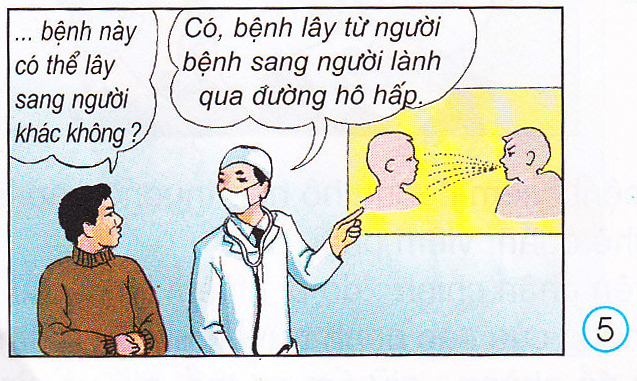 ... bệnh này
có thể lây
sang người
khác không ?
Có, bệnh lây từ người
bệnh sang người lành
qua đường hô hấp.
5